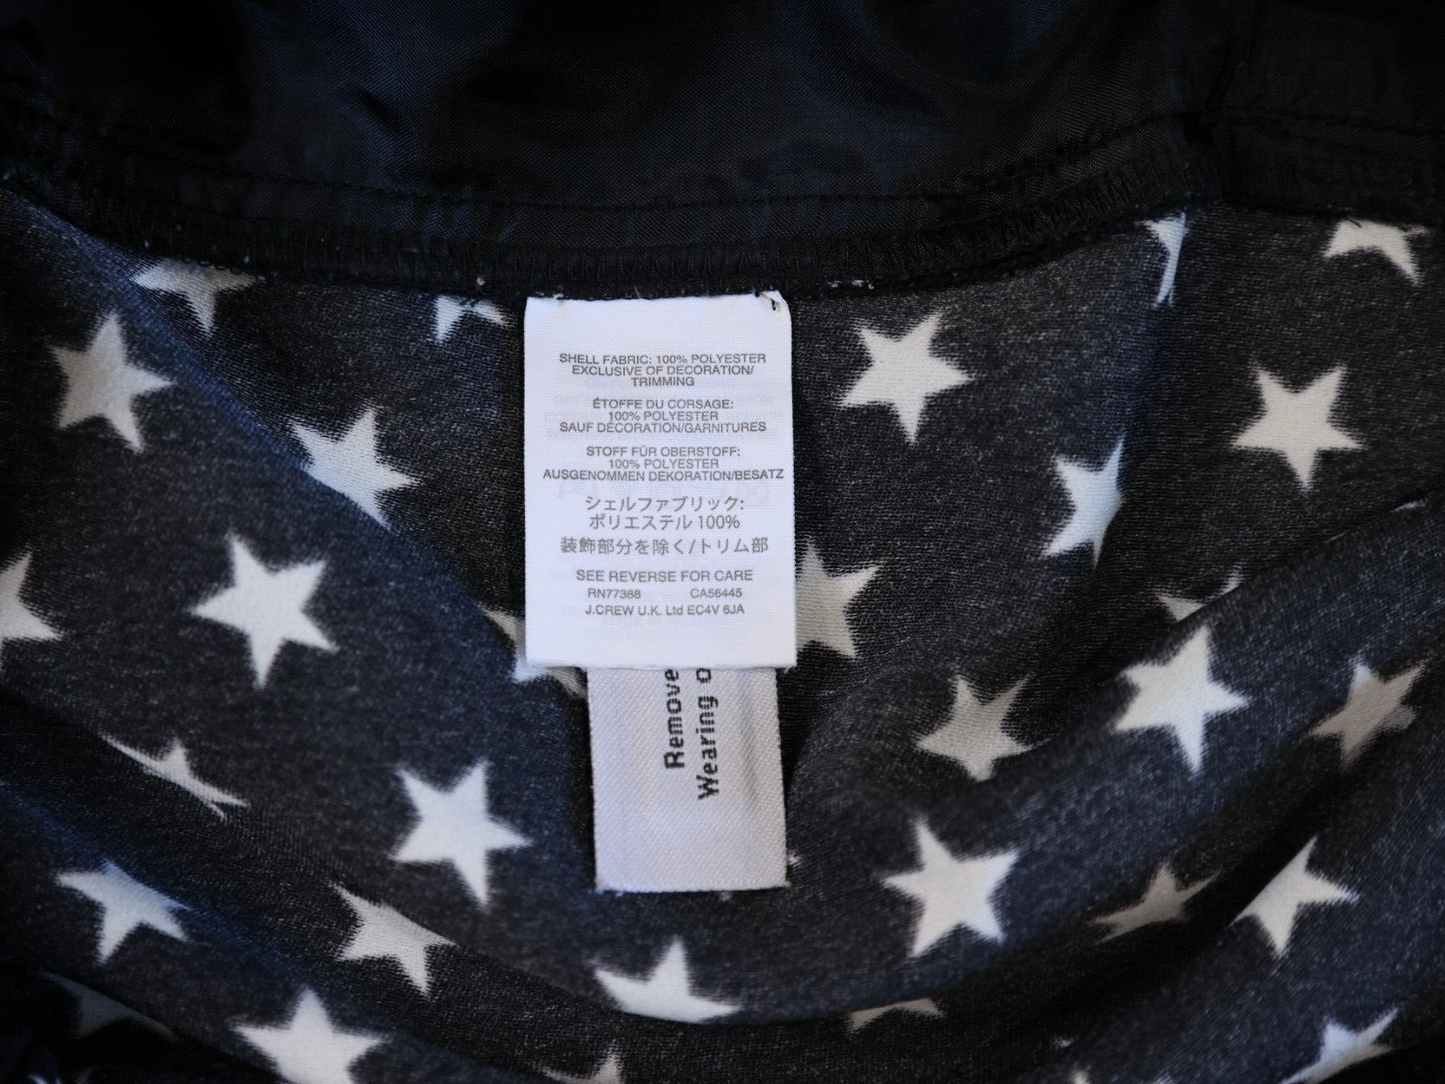 SHELL FABRIC: 100% POLYESTER
EXCLUSIVE OF DECORATION/
TRIMMING
ÉTOFFE DU CORSAGE:
100% POLYESTER
SAUF DÉCORATION/GARNITURES
STOFF FÜR OBERSTOFF:
100% POLYESTER
AUSGENOMMEN DEKORATION/BESATZ
シェルファブリック:
ポリエステル 100%
装飾部分を除く/トリム部
SEE REVERSE FOR CARE
RN77388 CA56445
J.CREW U.K. Ltd EC4V 6JA
Remove
Wearing o